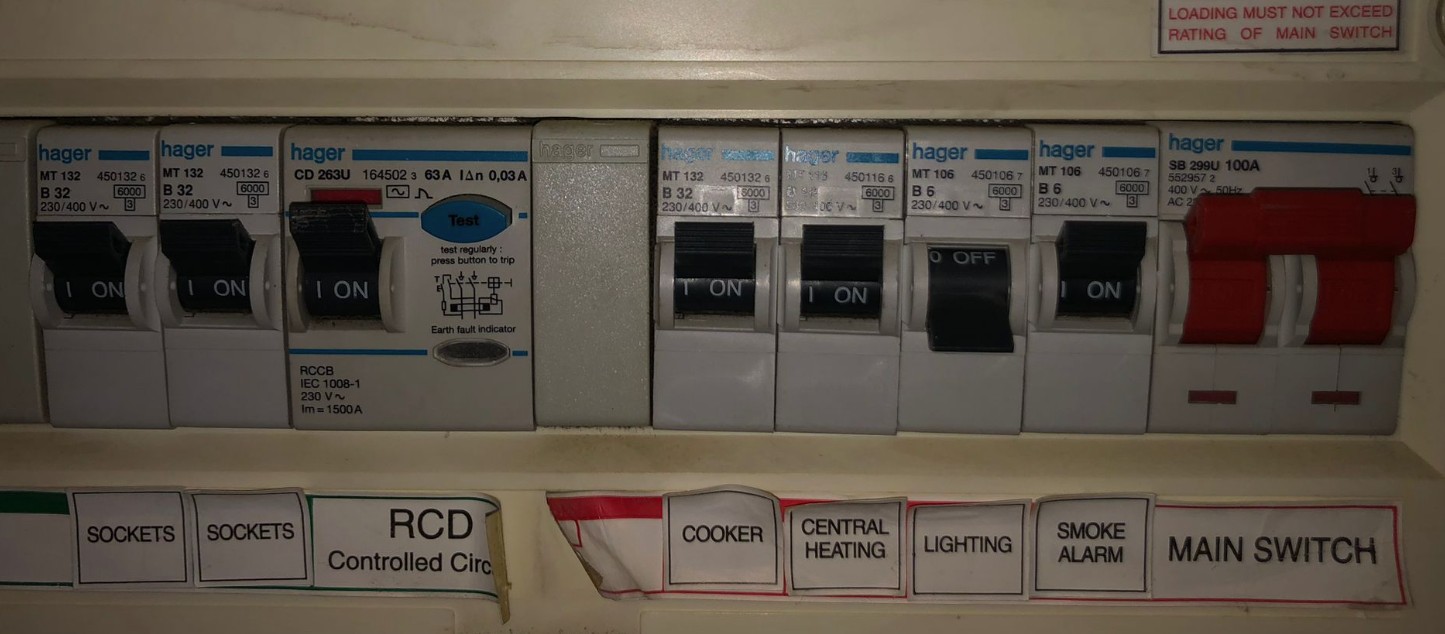 LOADING MUST NOT EXCEED
RATING OF MAIN SWITCH
hager
MT 132 450132 6
B 32 6000
230/400 V~ 3
I ON
hager
MT 132 450132 6
B 32 6000
230/400 V~ 3
I ON
hager
CD 263U 164502 3 63A I∆n 0,03A
Test
test regularly :
press button to trip
I ON
Earth fault indicator
RCCB
IEC 1008-1
230 V~
Im = 1500A
hager
hager
MT 132 450132 6
B 32 6000
230/400 V~ 3
I ON
hager
450116 6
6000
3
I ON
hager
MT 106 450106 7
B 6 6000
230/400 V~ 3
O OFF
hager
MT 106 450106 7
B 6 6000
230/400 V~ 3
I ON
hager
SB 299U 100A
552957 2
400 V~ 50Hz
AC
SOCKETS
SOCKETS
RCD
Controlled Circ
COOKER
CENTRAL
HEATING
LIGHTING
SMOKE
ALARM
MAIN SWITCH